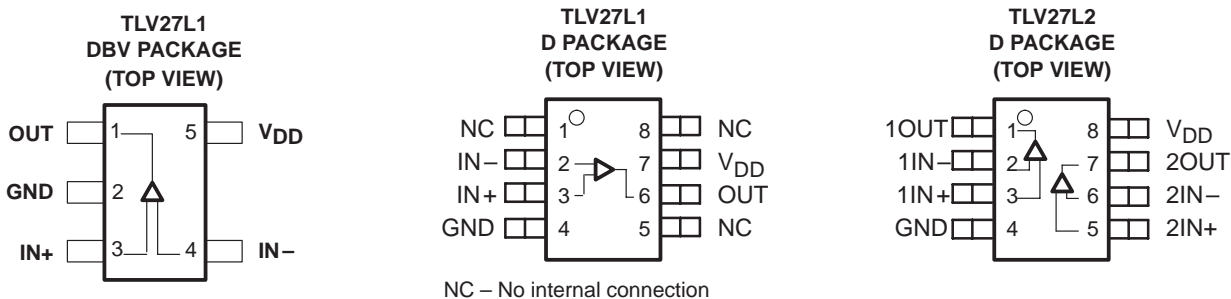 TLV27L1
DBV PACKAGE
(TOP VIEW)
OUT 1 5 VDD
GND 2
IN+ 3 4 IN−
TLV27L1
D PACKAGE
(TOP VIEW)
NC 1 8 NC
IN− 2 7 VDD
IN+ 3 6 OUT
GND 4 5 NC
NC – No internal connection
TLV27L2
D PACKAGE
(TOP VIEW)
1OUT 1 8 VDD
1IN− 2 7 2OUT
1IN+ 3 6 2IN−
GND 4 5 2IN+